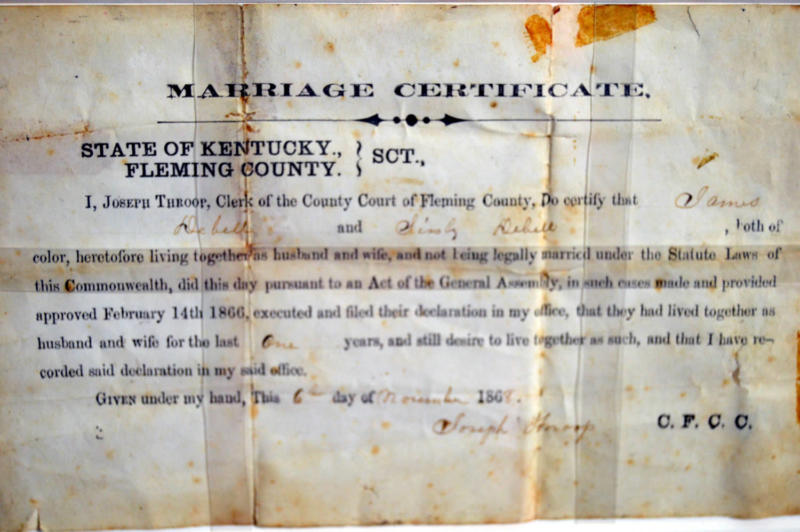 MARRIAGE CERTIFICATE.
STATE OF KENTUCKY., } SCT.,
FLEMING COUNTY.
I, JOSEPH THROOP, Clerk of the County Court of Fleming County, Do certify that James
Debell and Debell, both of
color, heretofore living together as husband and wife, and not being legally married under the Statute Laws of
this Commonwealth, did this day pursuant to an Act of the General Assembly, in such cases made and provided
approved February 14th 1866, executed and filed their declaration in my office, that they had lived together as
husband and wife for the last One years, and still desire to live together as such, and that I have re-
corded said declaration in my said office.
GIVEN under my hand, This 6th day of November 1868.
Joseph Throop C. F. C. C.